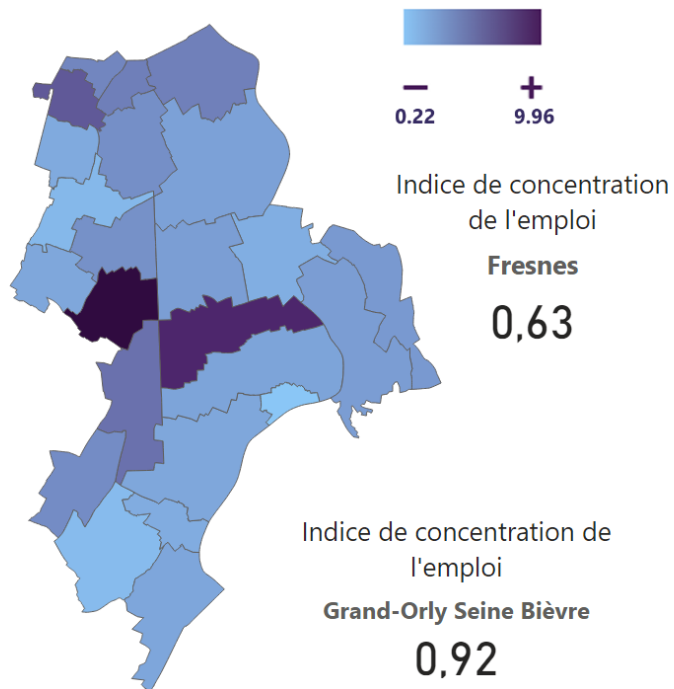 − +
0.22 9.96
Indice de concentration
de l'emploi
Fresnes
0,63
Indice de concentration de
l'emploi
Grand-Orly Seine Bièvre
0,92